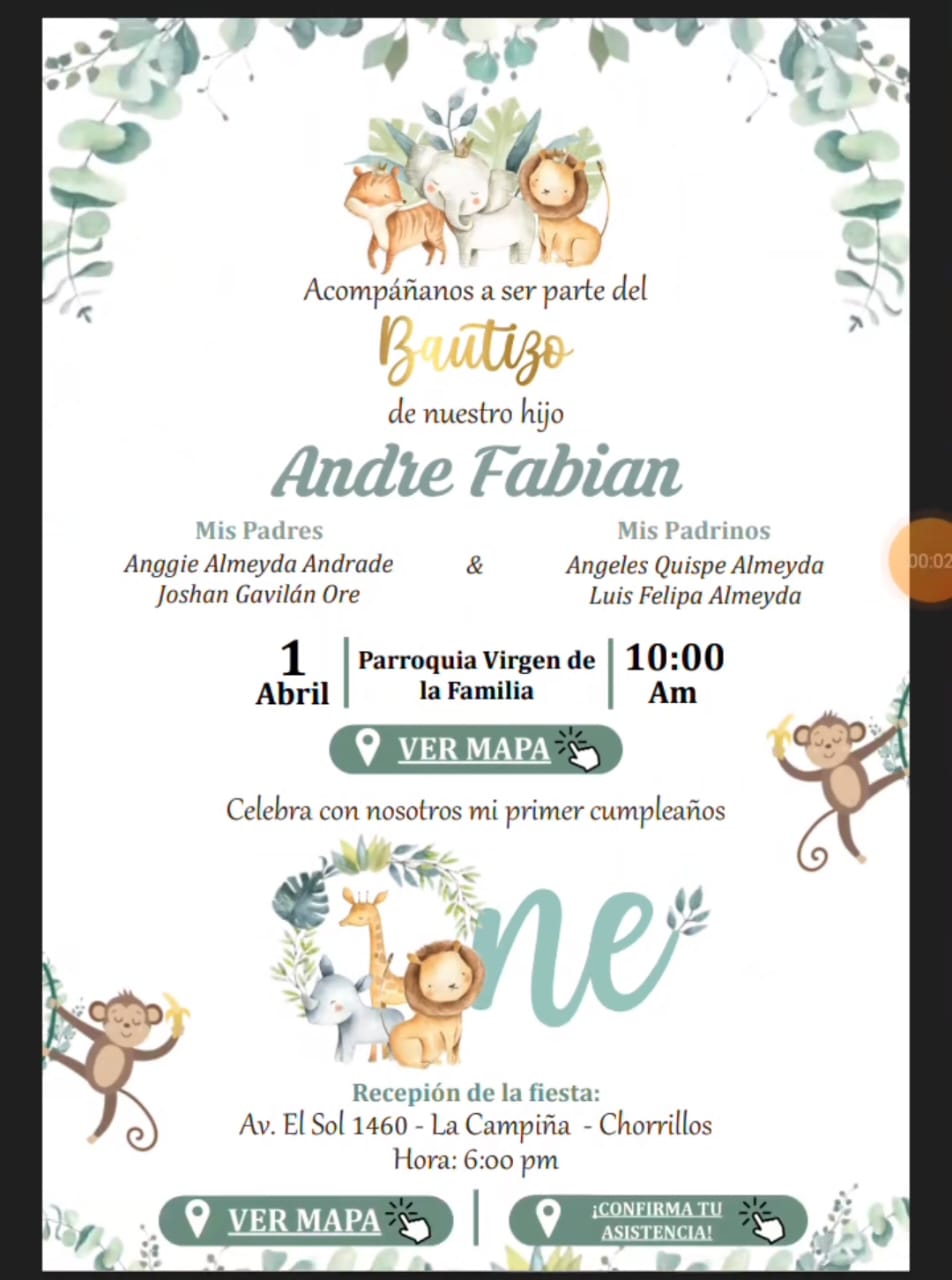 Acompáñanos a ser parte del
Bautizo
de nuestro hijo
Andre Fabian
Mis Padres
Anggie Almeyda Andrade
Joshan Gavilán Ore
&
Mis Padrinos
Angeles Quispe Almeyda
Luis Felipa Almeyda
1
Abril
Parroquia Virgen de
la Familia
10:00
Am
VER MAPA
Celebra con nosotros mi primer cumpleaños
One
Recepión de la fiesta:
Av. El Sol 1460 - La Campiña - Chorrillos
Hora: 6:00 pm
VER MAPA
¡CONFIRMA TU
ASISTENCIA!
00:02